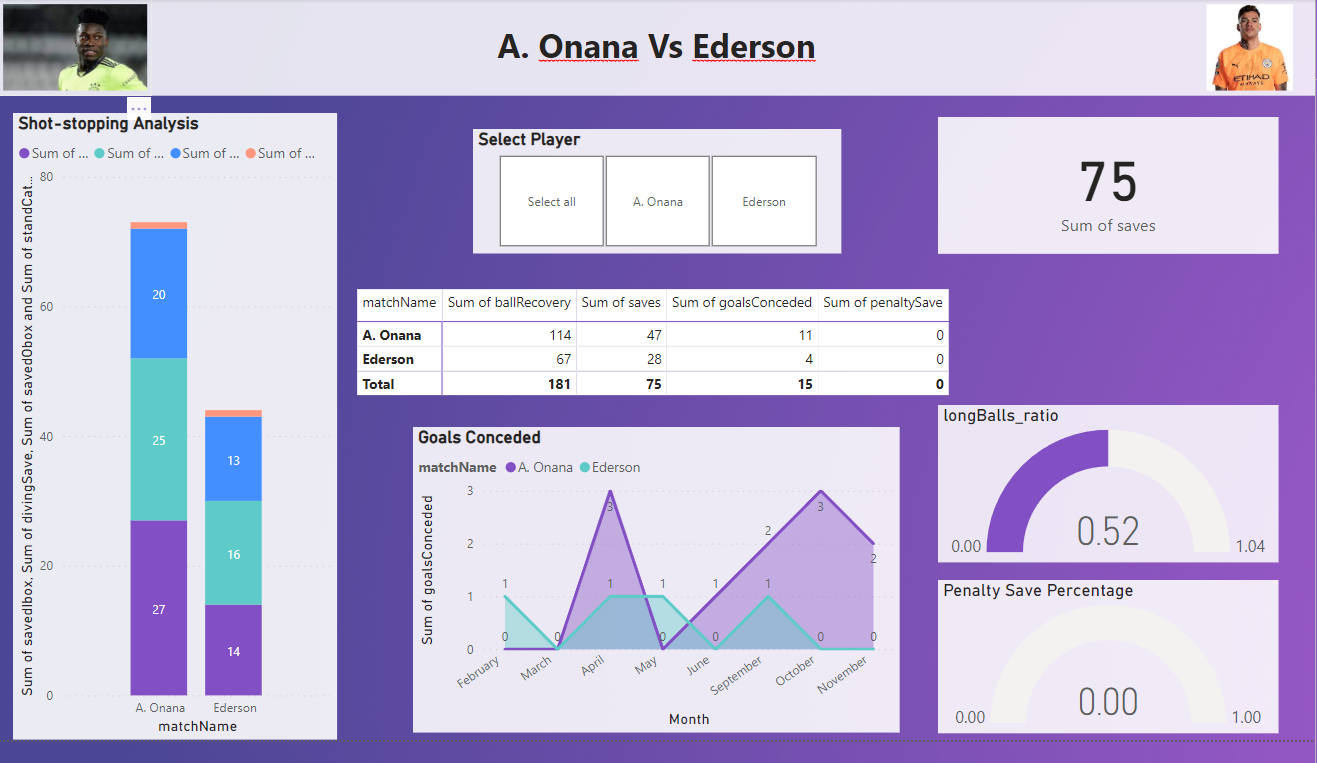 A. Onana Vs Ederson
ETIHAD
...
Shot-stopping Analysis
Sum of ... Sum of ... Sum of ... Sum of ...
Sum of savedIbox, Sum of divingSave, Sum of savedObox and Sum of standCat...
80
60
40
20
0
20
25
27
13
16
14
A. Onana Ederson
matchName
Select Player
Select all A. Onana Ederson
75
Sum of saves
matchName Sum of ballRecovery Sum of saves Sum of goalsConceded Sum of penaltySave
A. Onana 114 47 11 0
Ederson 67 28 4 0
Total 181 75 15 0
Goals Conceded
matchName A. Onana Ederson
Sum of goalsConceded
3
2
1
0
3 2 3 2
1 1 1 1 1
0 0 0 0 0 0
February March April May June September October November
Month
longBalls_ratio
0.52
0.00 1.04
Penalty Save Percentage
0.00
0.00 1.00